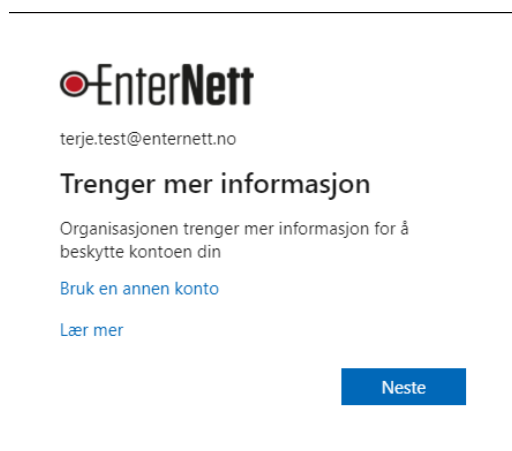 EnterNett
terje.test@enternett.no
Trenger mer informasjon
Organisasjonen trenger mer informasjon for å
beskytte kontoen din
Bruk en annen konto
Lær mer
Neste